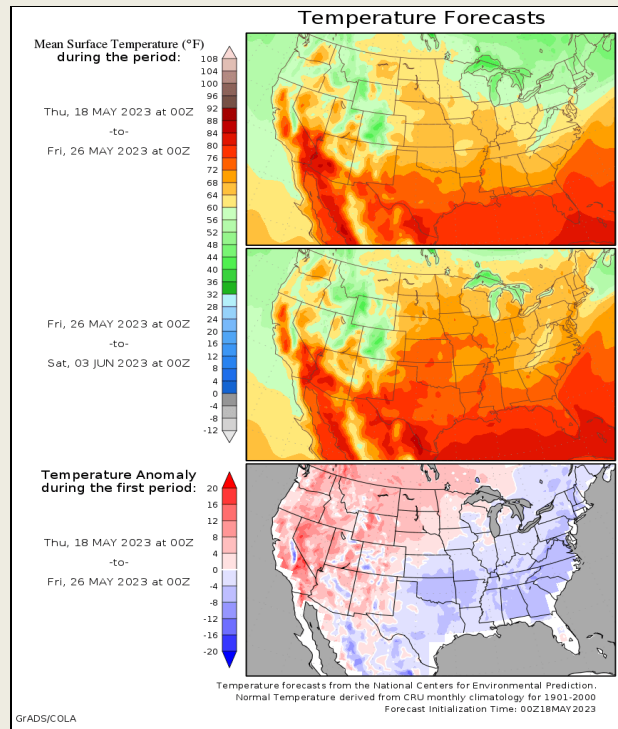 Temperature Forecasts
Mean Surface Temperature (°F)
during the period:
108
104
100
96
92
88
84
80
76
72
68
64
60
56
52
48
44
40
36
32
28
24
20
16
12
8
4
0
-4
-8
-12
Thu, 18 MAY 2023 at 00Z
-to-
Fri, 26 MAY 2023 at 00Z
Fri, 26 MAY 2023 at 00Z
-to-
Sat, 03 JUN 2023 at 00Z
Temperature Anomaly
during the first period:
20
16
12
8
4
0
-4
-8
-12
-16
-20
Thu, 18 MAY 2023 at 00Z
-to-
Fri, 26 MAY 2023 at 00Z
Temperature forecasts from the National Centers for Environmental Prediction.
Normal Temperature derived from CRU monthly climatology for 1901-2000
Forecast Initialization Time: 00Z18MAY2023
GrADS/COLA